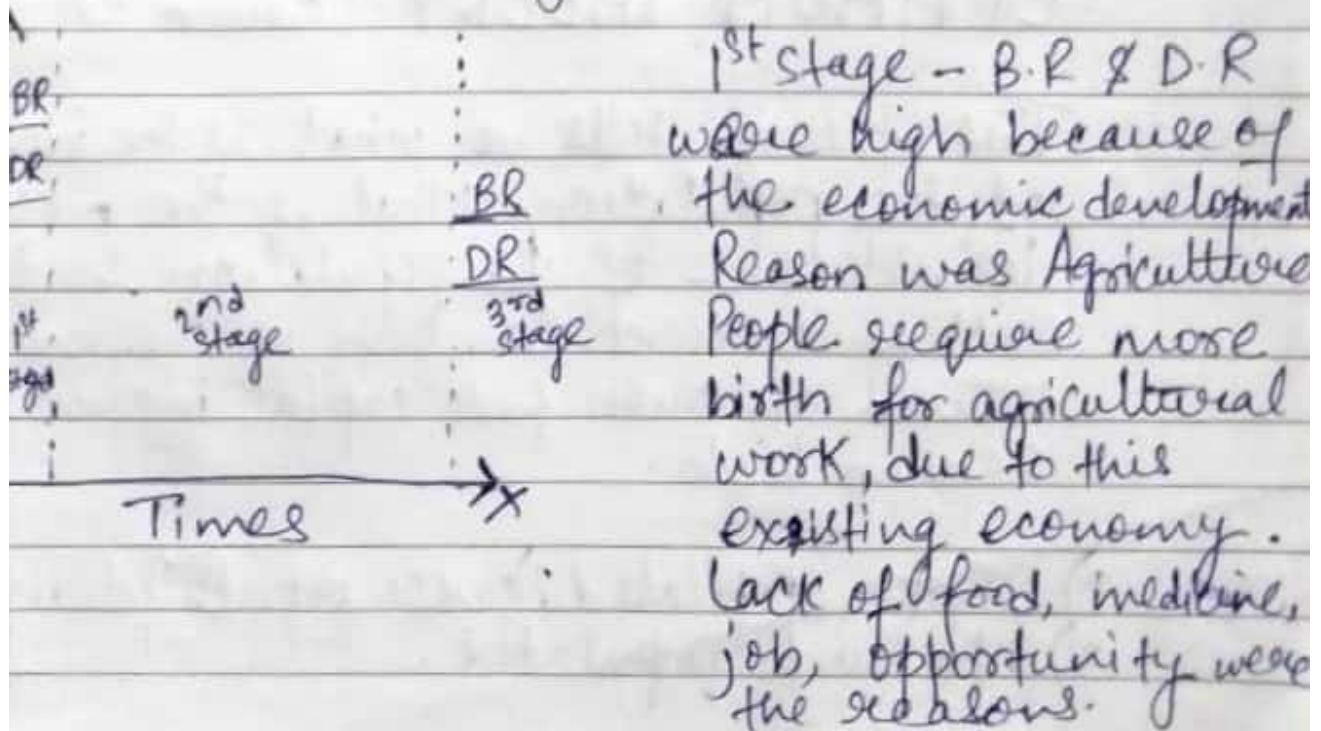 BR
DR
BR
DR
1st
2nd
stage
3rd
stage
Times
X
1st stage - B.R & D.R
were high because of
the economic development
Reason was Agriculture
People require more
birth for agricultural
work, due to this
existing economy.
Lack of food, medicine,
job, opportunity were
the reasons.